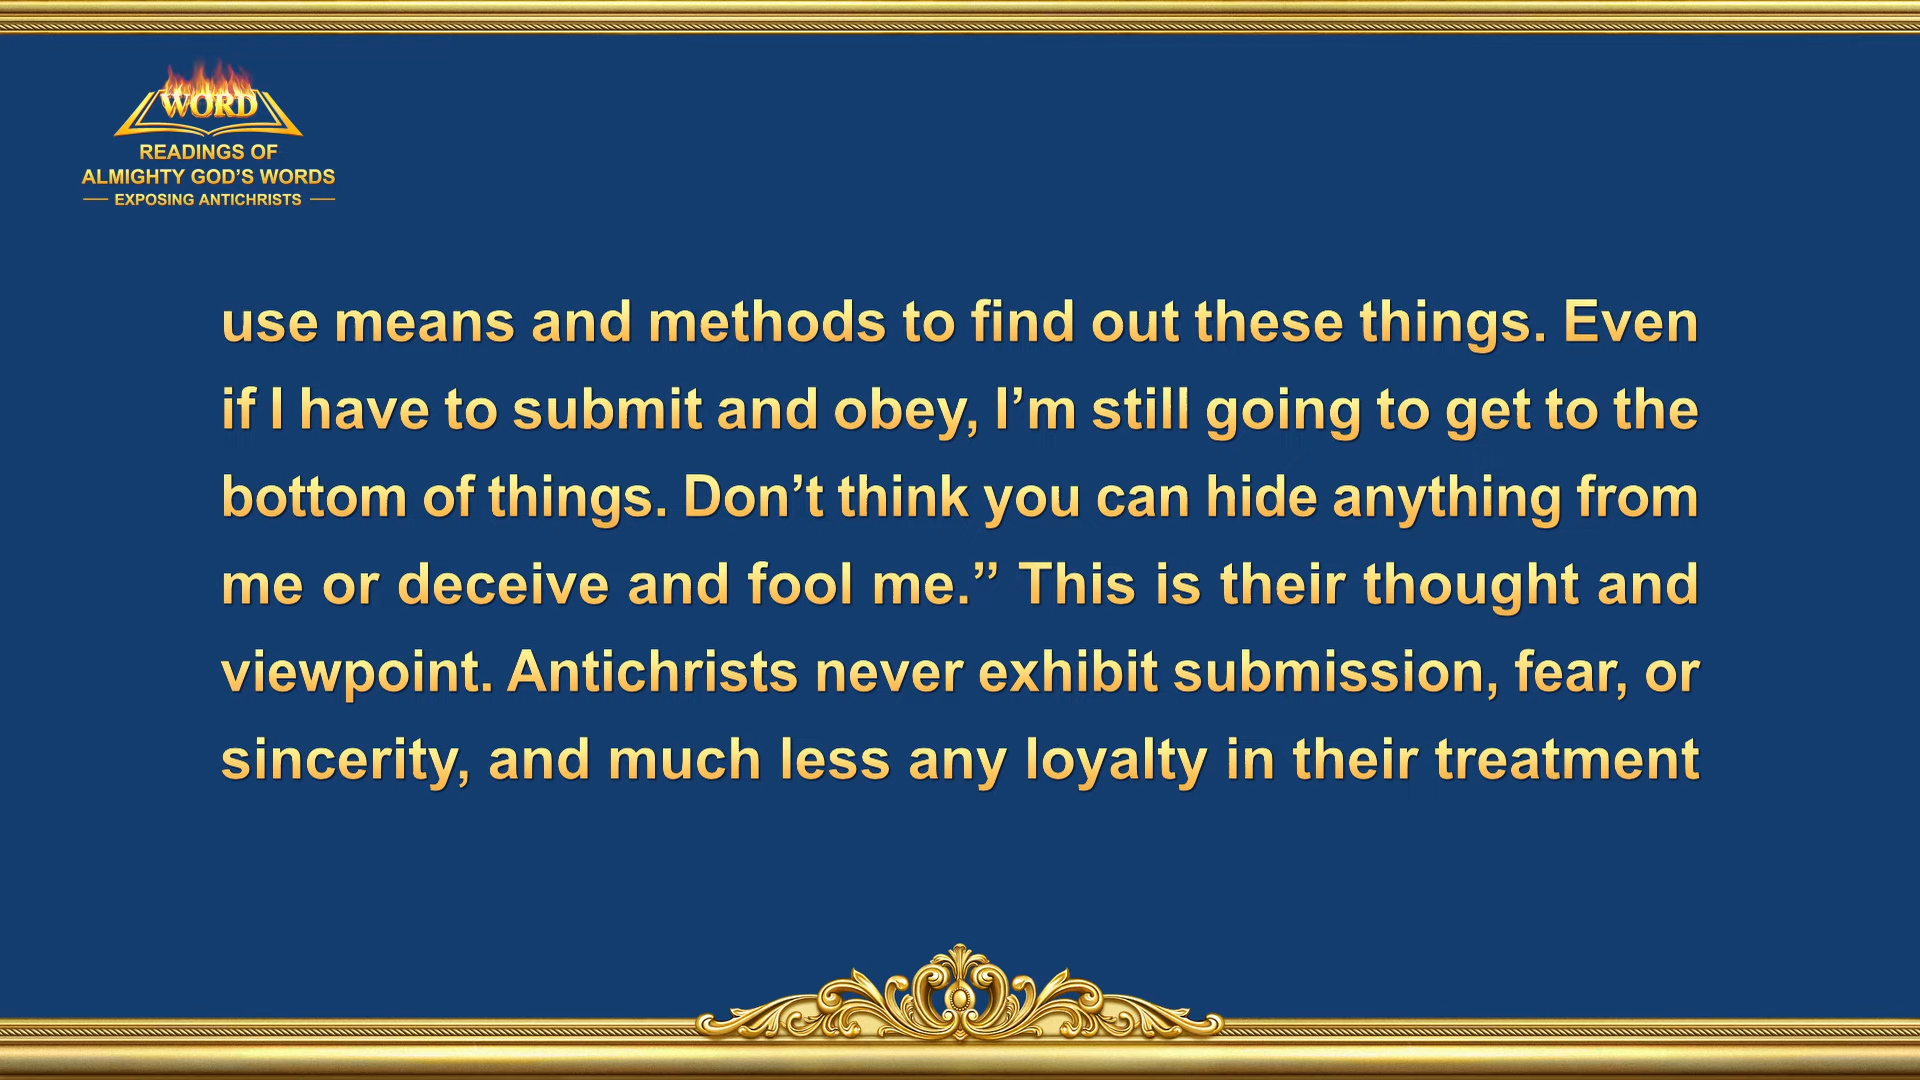 WORD
READINGS OF
ALMIGHTY GOD’S WORDS
EXPOSING ANTICHRISTS
use means and methods to find out these things. Even
if I have to submit and obey, I’m still going to get to the
bottom of things. Don’t think you can hide anything from
me or deceive and fool me.” This is their thought and
viewpoint. Antichrists never exhibit submission, fear, or
sincerity, and much less any loyalty in their treatment